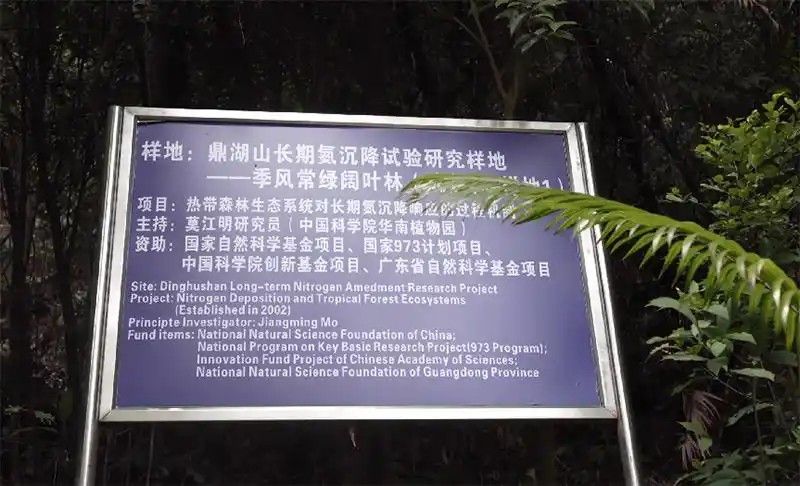 样地：鼎湖山长期氮沉降试验研究样地
——季风常绿阔叶林（
项目：热带森林生态系统对长期氮沉降响应的过程
主持：莫江明研究员（中国科学院华南植物园）
资助：国家自然科学基金项目、国家973计划项目、
中国科学院创新基金项目、广东省自然科学基金项目
Site: Dinghushan Long-term Nitrogen Amedment Research Project
Project: Nitrogen Deposition and Tropical Forest Ecosystems
(Established in 2002)
Principte Investigator: Jiangming Mo
Fund items: National Natural Science Foundation of China;
National Program on Key Basic Research Project(973 Program);
Innovation Fund Project of Chinese Academy of Sciences;
National Natural Science Foundation of Guangdong Province